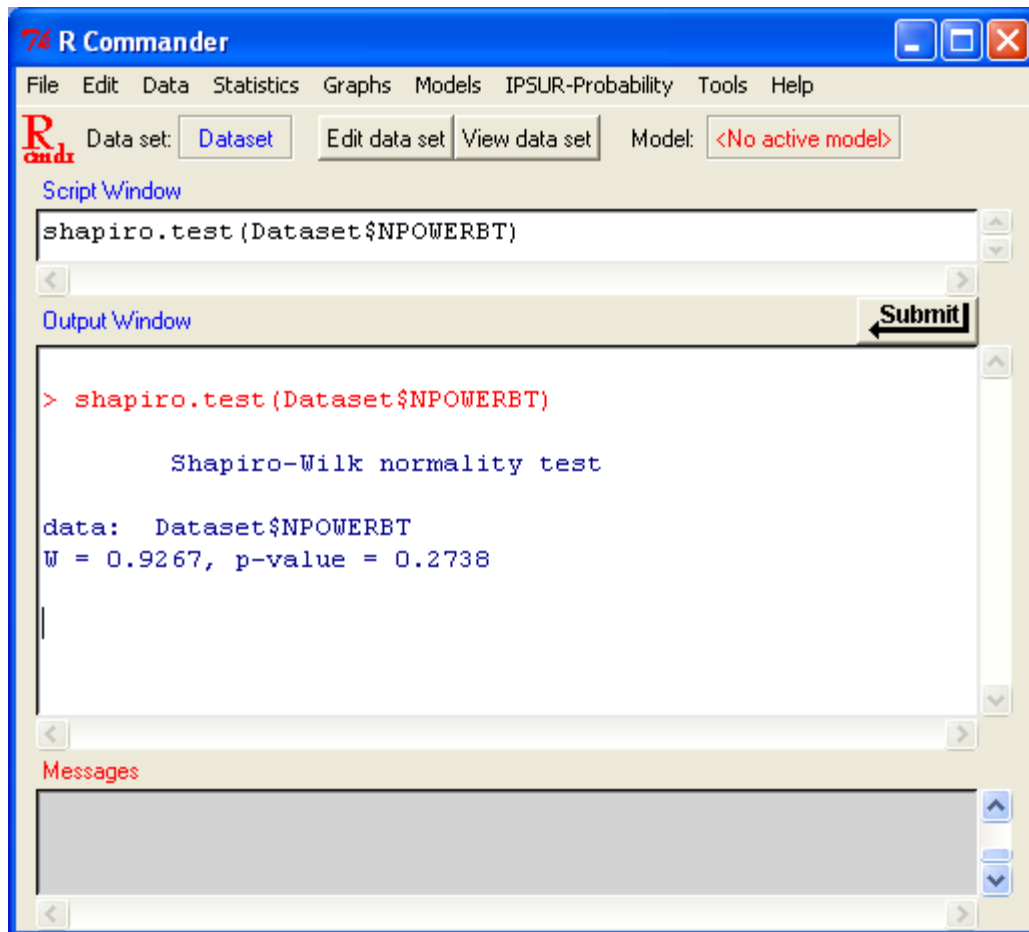 7% R Commander
File Edit Data Statistics Graphs Models IPSUR-Probability Tools Help
R cmdr Data set: Dataset Edit data set View data set Model: <No active model>
Script Window
shapiro.test(Dataset$NPOWERBT)
Output Window Submit
> shapiro.test(Dataset$NPOWERBT)
Shapiro-Wilk normality test
data: Dataset$NPOWERBT
W = 0.9267, p-value = 0.2738
Messages